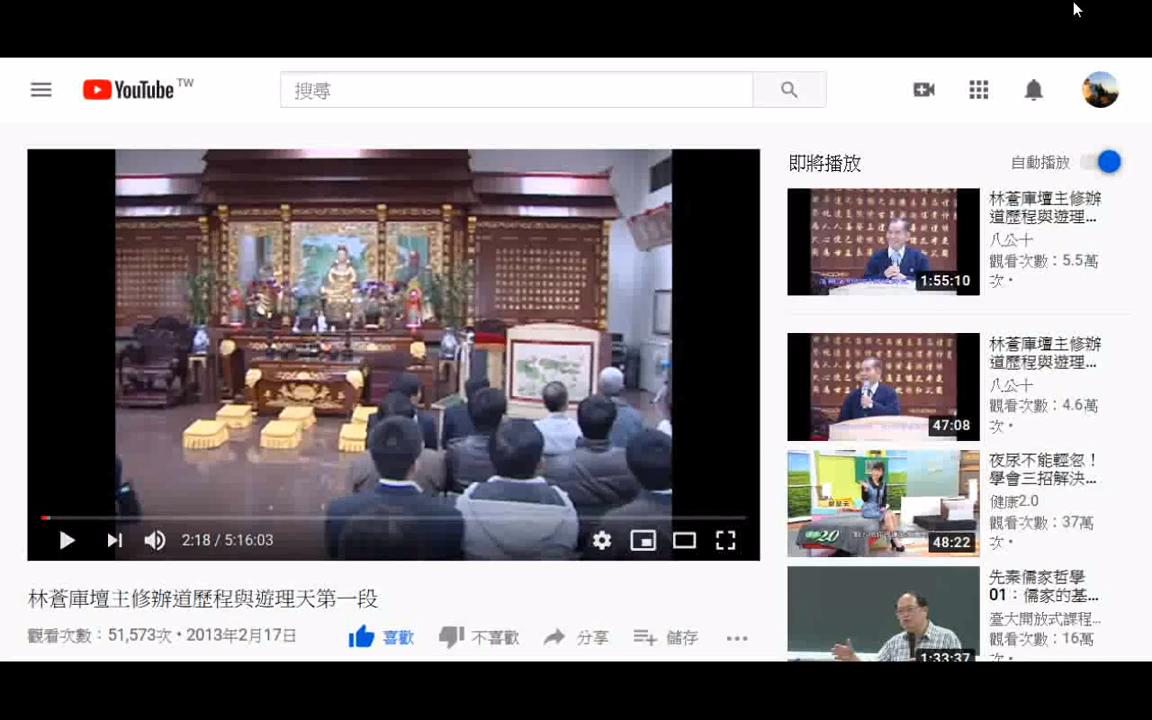 YouTube TW
搜尋
即將播放
自動播放
林蒼庫壇主修辦
道歷程與遊理...
八公十
觀看次數：5.5萬
次・
1:55:10
林蒼庫壇主修辦
道歷程與遊理...
八公十
觀看次數：4.6萬
次・
47:08
夜尿不能輕忽！
學會三招解決...
健康2.0
觀看次數：37萬
次・
48:22
先秦儒家哲學
01：儒家的基...
臺大開放式課程...
觀看次數：16萬
次・
1:33:37
2:18 / 5:16:03
林蒼庫壇主修辦道歷程與遊理天第一段
觀看次數：51,573次・2013年2月17日
喜歡
不喜歡
分享
儲存